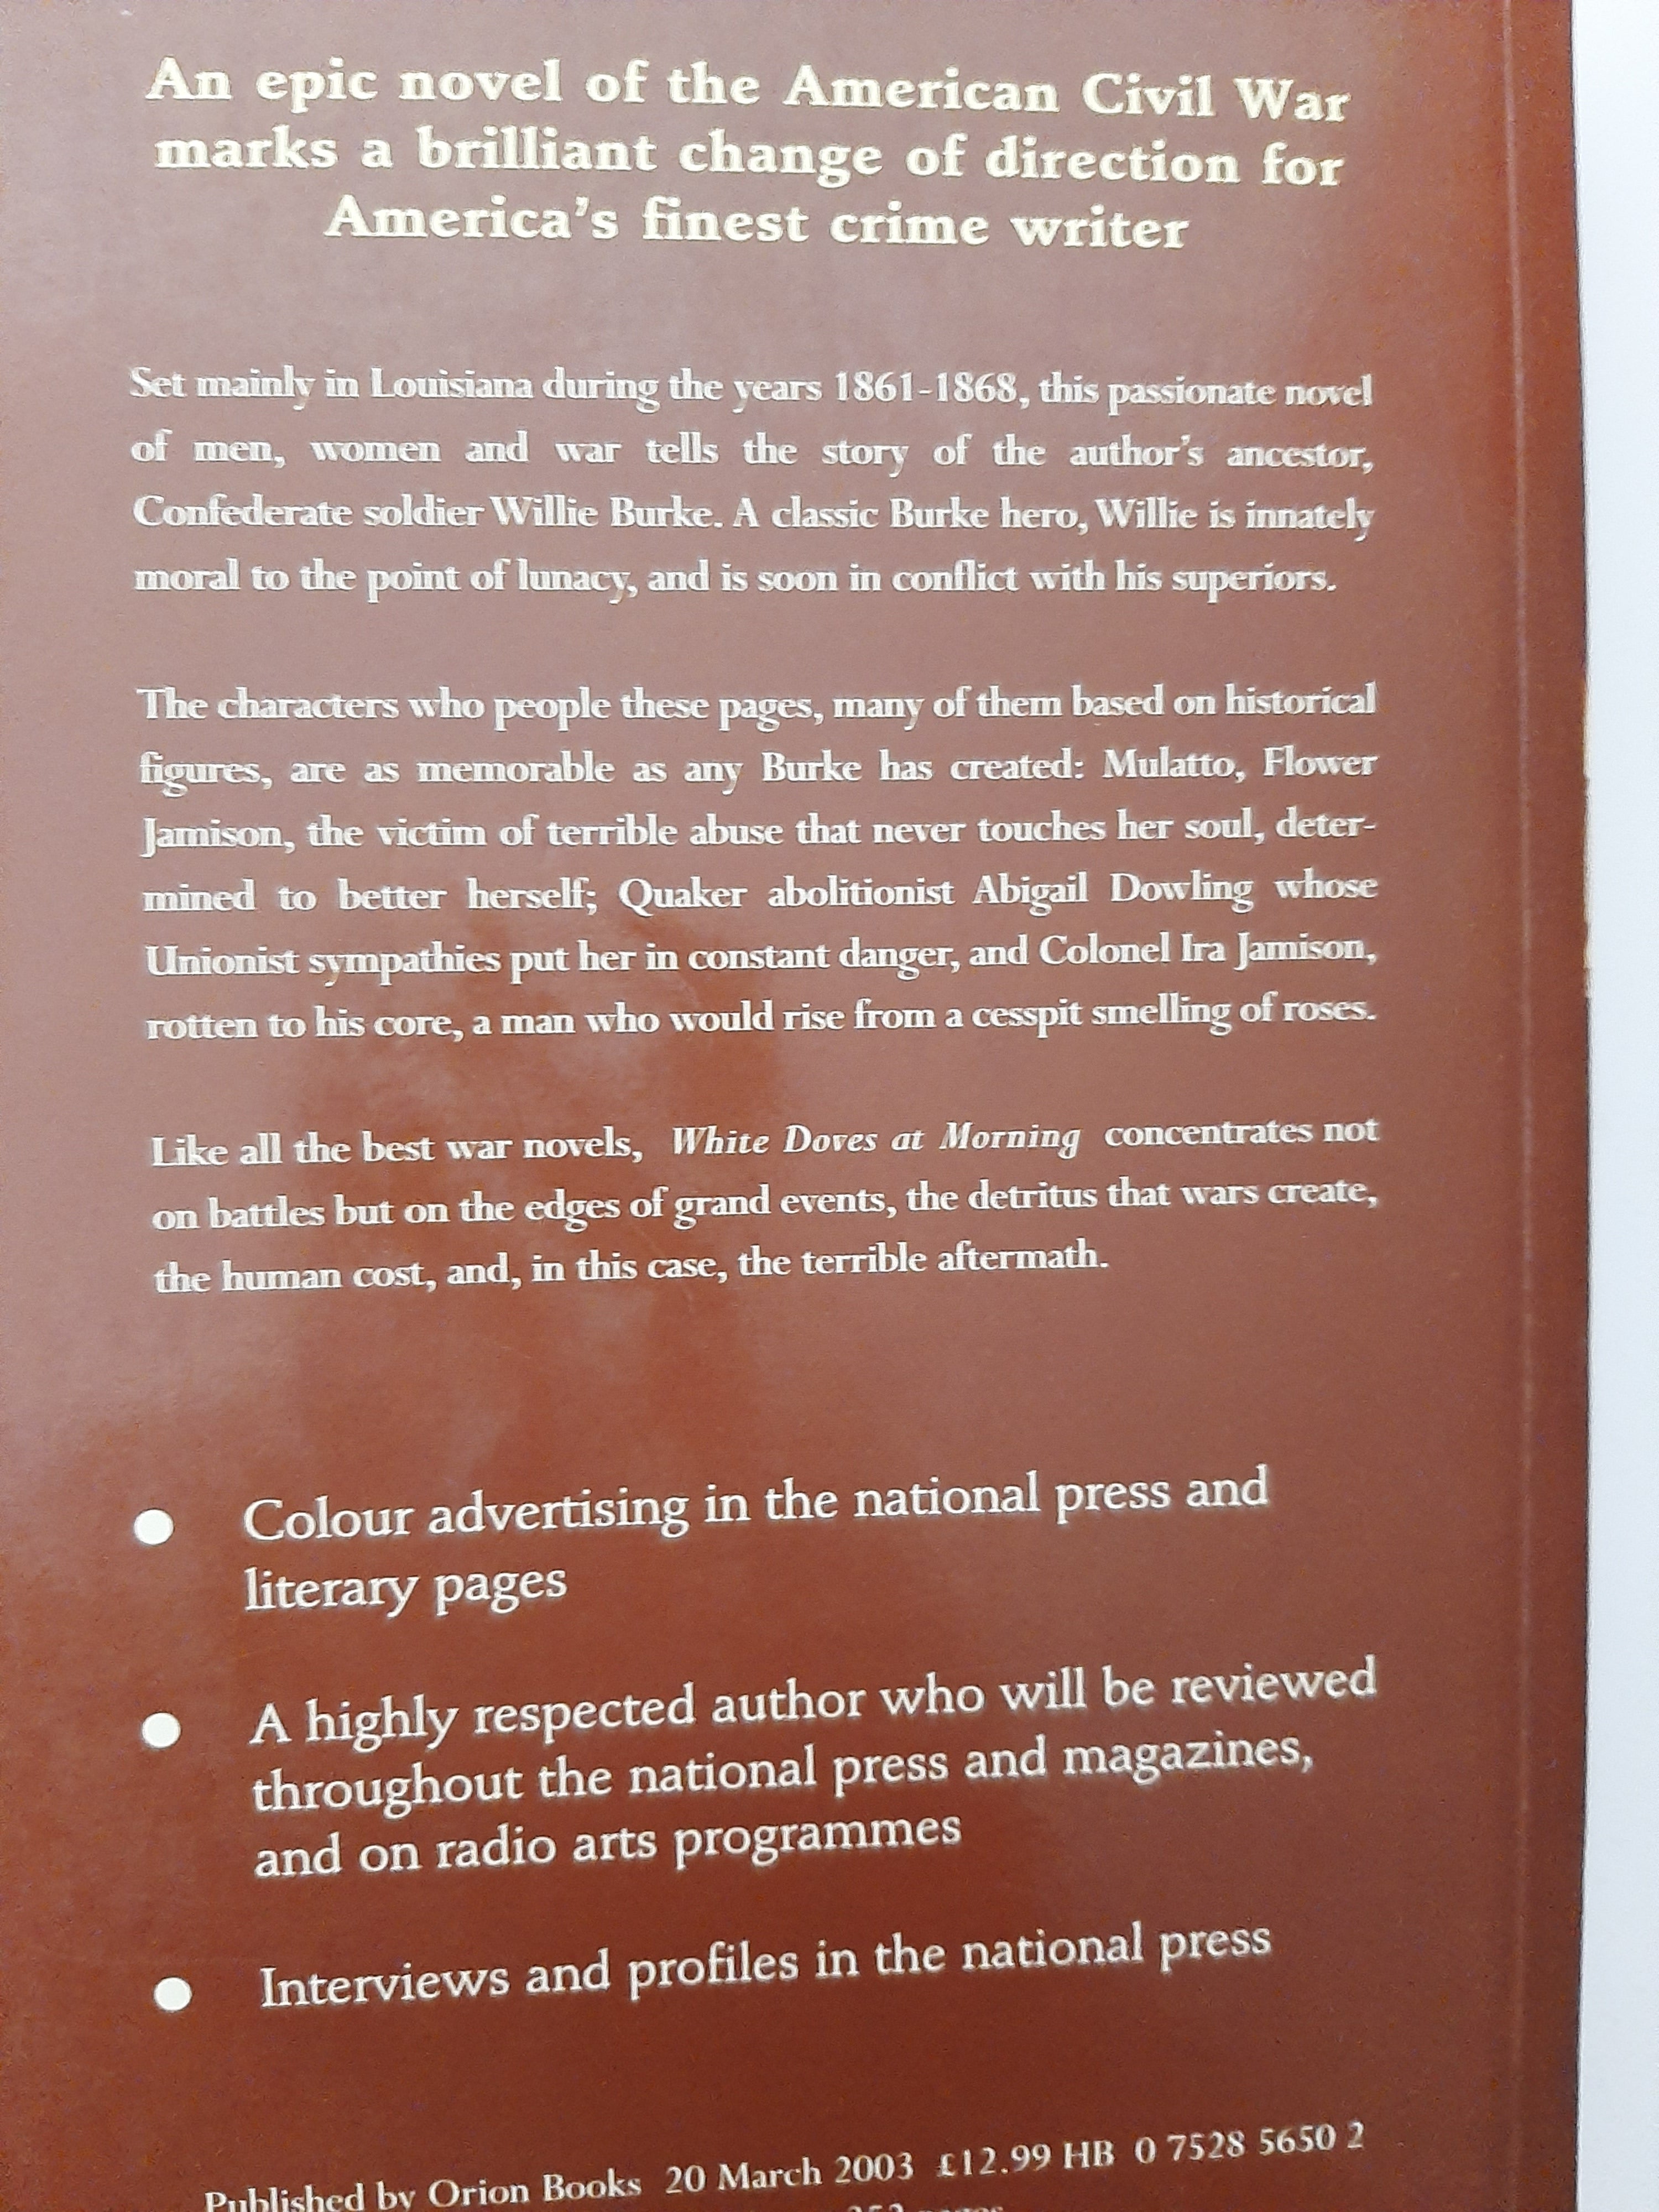 An epic novel of the American Civil War
marks a brilliant change of direction for
America's finest crime writer
Set mainly in Louisiana during the years 1861-1868, this passionate novel
of men, women and war tells the story of the author's ancestor,
Confederate soldier Willie Burke. A classic Burke hero, Willie is innately
moral to the point of lunacy, and is soon in conflict with his superiors.
The characters who people these pages, many of them based on historical
figures, are as memorable as any Burke has created: Mulatto, Flower
Jamison, the victim of terrible abuse that never touches her soul, deter-
mined to better herself; Quaker abolitionist Abigail Dowling whose
Unionist sympathies put her in constant danger, and Colonel Ira Jamison,
rotten to his core, a man who would rise from a cesspit smelling of roses.
Like all the best war novels, White Doves at Morning concentrates not
on battles but on the edges of grand events, the detritus that wars create,
the human cost, and, in this case, the terrible aftermath.
● Colour advertising in the national press and
literary pages
● A highly respected author who will be reviewed
throughout the national press and magazines,
and on radio arts programmes
● Interviews and profiles in the national press
Published by Orion Books 20 March 2003 £12.99 HB 0 7528 5650 2
pages